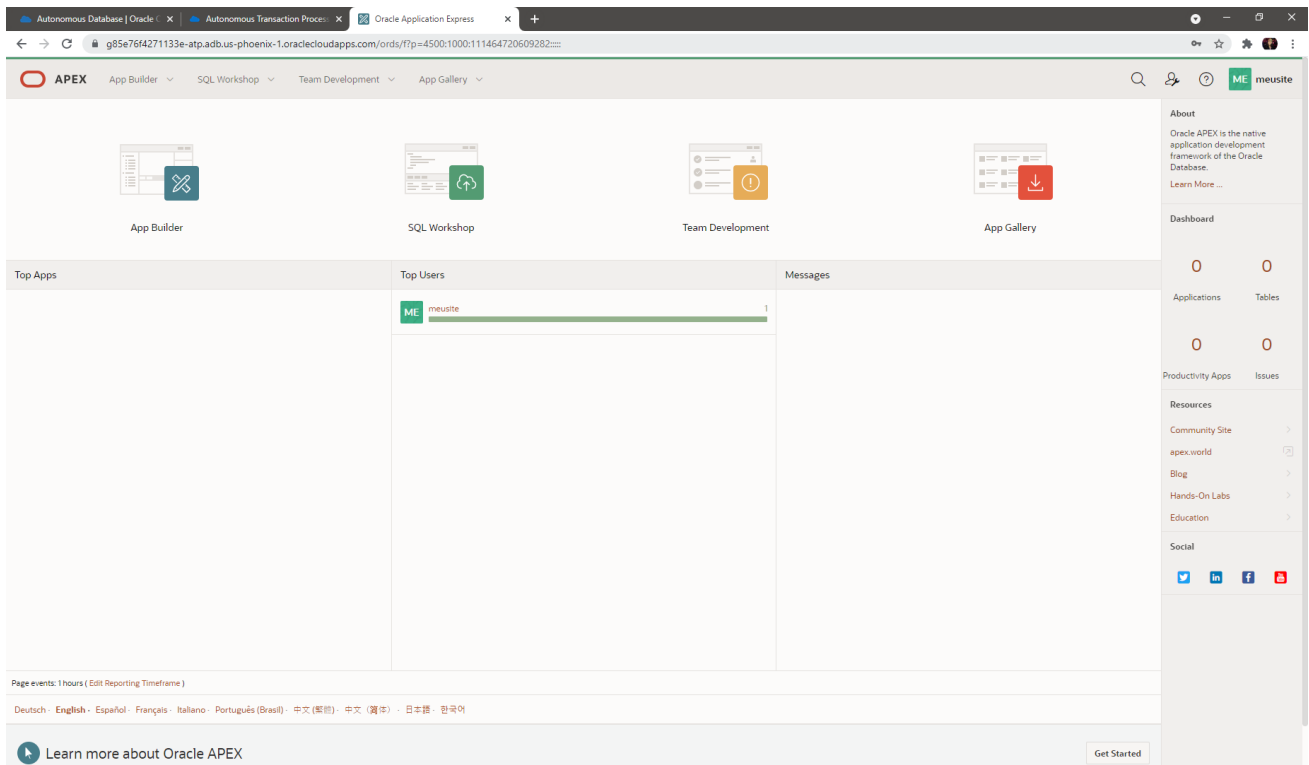 Autonomous Database | Oracle C
Autonomous Transaction Process
Oracle Application Express
g85e76f4271133e-atp.adb.us-phoenix-1.oraclecloudapps.com/ords/f?p=4500:1000:111464720609282:::::
APEX
App Builder
SQL Workshop
Team Development
App Gallery
ME
meusite
App Builder
SQL Workshop
Team Development
App Gallery
Top Apps
Top Users
Messages
ME
meusite
1
About
Oracle APEX is the native
application development
framework of the Oracle
Database.
Learn More ...
Dashboard
0
0
Applications
Tables
0
0
Productivity Apps
Issues
Resources
Community Site
apex.world
Blog
Hands-On Labs
Education
Social
Page events: 1 hours ( Edit Reporting Timeframe )
Deutsch · English · Español · Français · Italiano · Português (Brasil) · 中文 (繁體) · 中文（简体） · 日本語 · 한국어
Learn more about Oracle APEX
Get Started